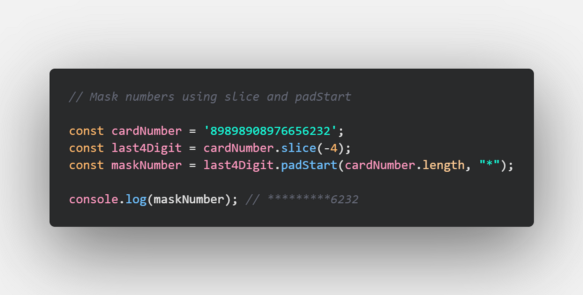 // Mask numbers using slice and padStart
const cardNumber = '89898908976656232';
const last4Digit = cardNumber.slice(-4);
const maskNumber = last4Digit.padStart(cardNumber.length, "*");
console.log(maskNumber); // *********6232